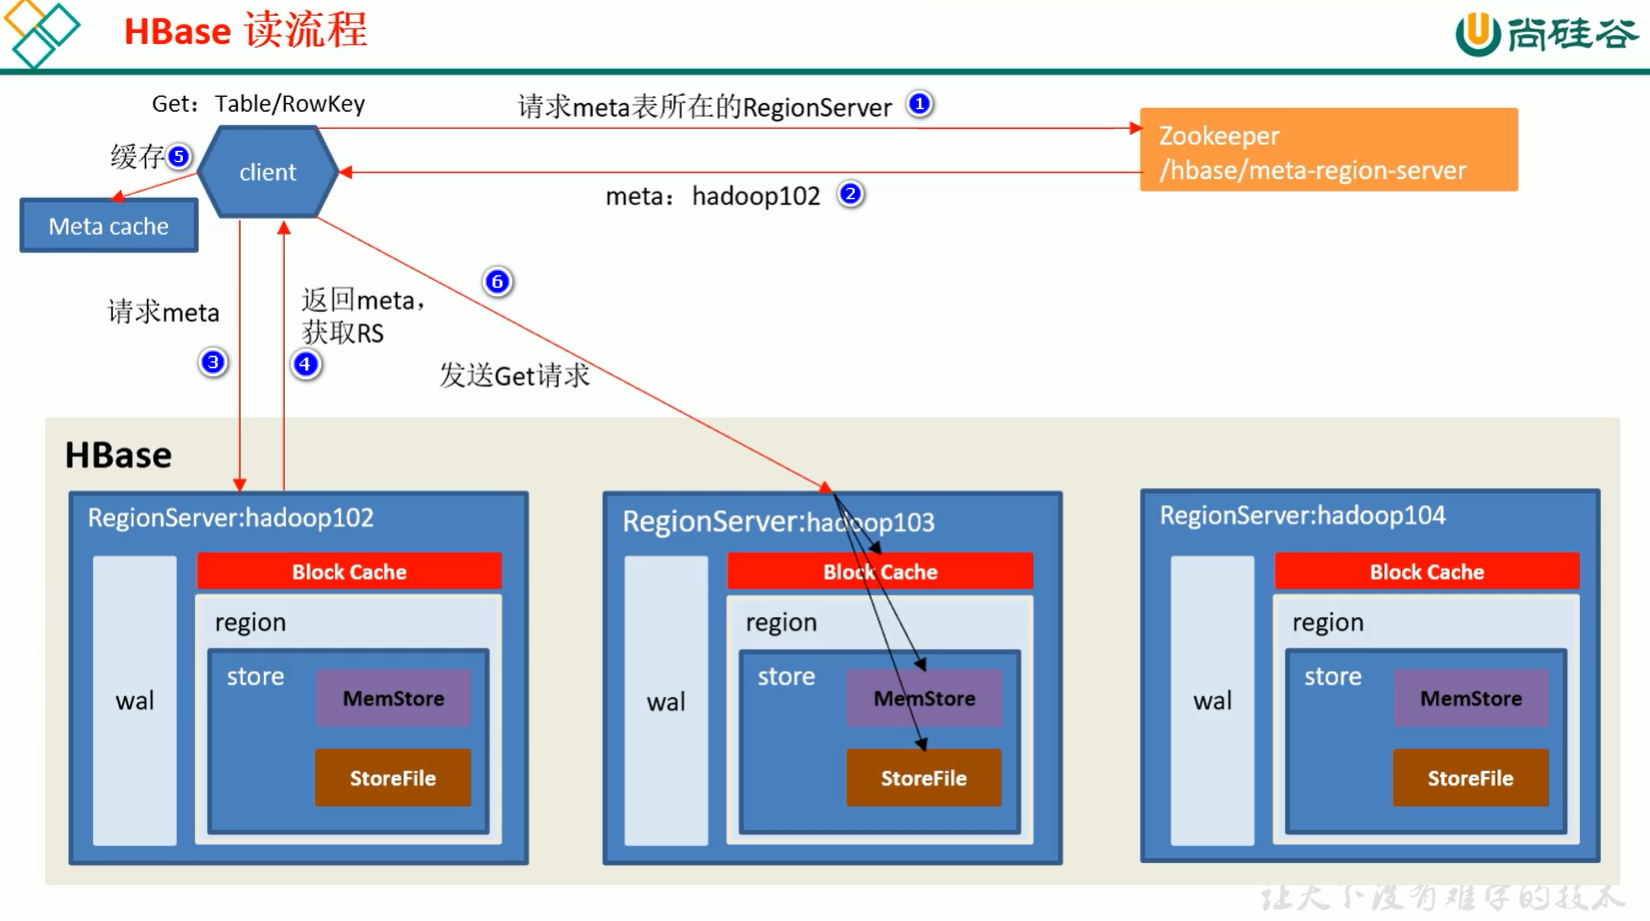 HBase 读流程
尚硅谷
Get：Table/RowKey
请求meta表所在的RegionServer 1
Zookeeper
/hbase/meta-region-server
缓存 5
client
meta：hadoop102 2
Meta cache
6
请求meta
返回meta，
获取RS
3
4
发送Get请求
HBase
RegionServer:hadoop102
Block Cache
region
wal
store
MemStore
StoreFile
RegionServer:hadoop103
Block Cache
region
wal
store
MemStore
StoreFile
RegionServer:hadoop104
Block Cache
region
wal
store
MemStore
StoreFile
让天下没有难学的技术